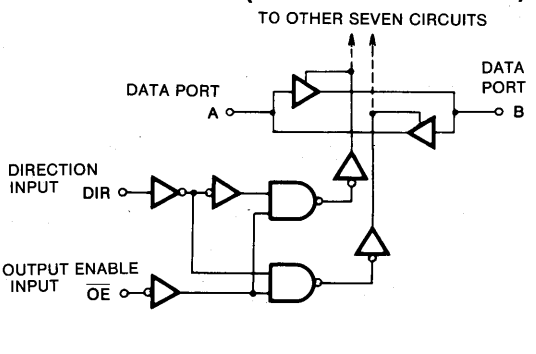 TO OTHER SEVEN CIRCUITS
DATA PORT
A
DATA
PORT
B
DIRECTION
INPUT
DIR
OUTPUT ENABLE
INPUT
OE